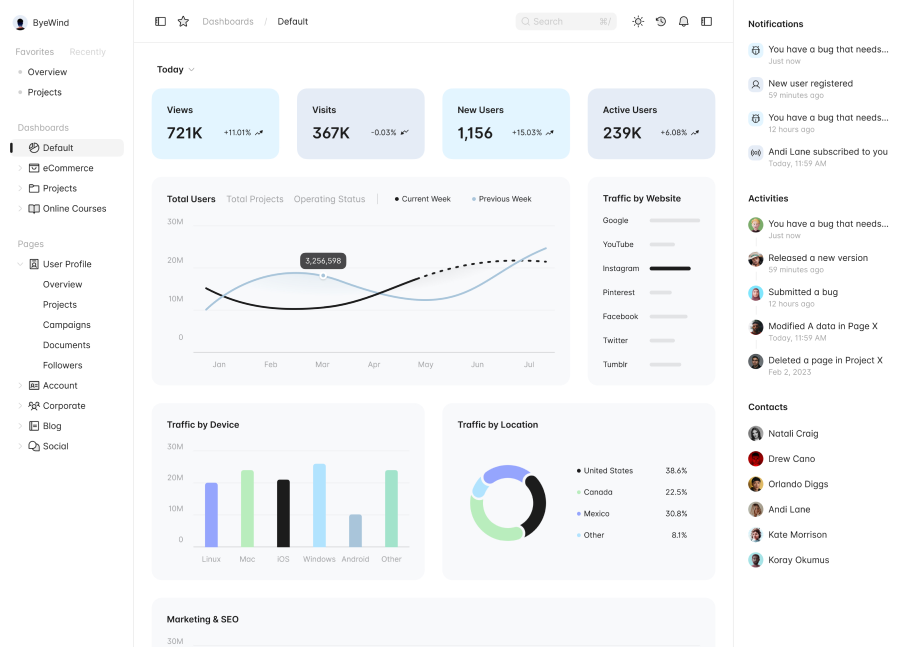 ByeWind
Favorites Recently
Overview
Projects
Dashboards
Default
eCommerce
Projects
Online Courses
Pages
User Profile
Overview
Projects
Campaigns
Documents
Followers
Account
Corporate
Blog
Social
Dashboards / Default
Search ⌘/
Today
Views
721K +11.01%
Visits
367K -0.03%
New Users
1,156 +15.03%
Active Users
239K +6.08%
Total Users Total Projects Operating Status Current Week Previous Week
30M
20M
10M
0
3,256,598
Jan Feb Mar Apr May Jun Jul
Traffic by Website
Google
YouTube
Instagram
Pinterest
Facebook
Twitter
Tumblr
Traffic by Device
30M
20M
10M
0
Linux Mac iOS Windows Android Other
Traffic by Location
United States 38.6%
Canada 22.5%
Mexico 30.8%
Other 8.1%
Marketing & SEO
30M
Notifications
You have a bug that needs...
Just now
New user registered
59 minutes ago
You have a bug that needs...
12 hours ago
Andi Lane subscribed to you
Today, 11:59 AM
Activities
You have a bug that needs...
Just now
Released a new version
59 minutes ago
Submitted a bug
12 hours ago
Modified A data in Page X
Today, 11:59 AM
Deleted a page in Project X
Feb 2, 2023
Contacts
Natali Craig
Drew Cano
Orlando Diggs
Andi Lane
Kate Morrison
Koray Okumus